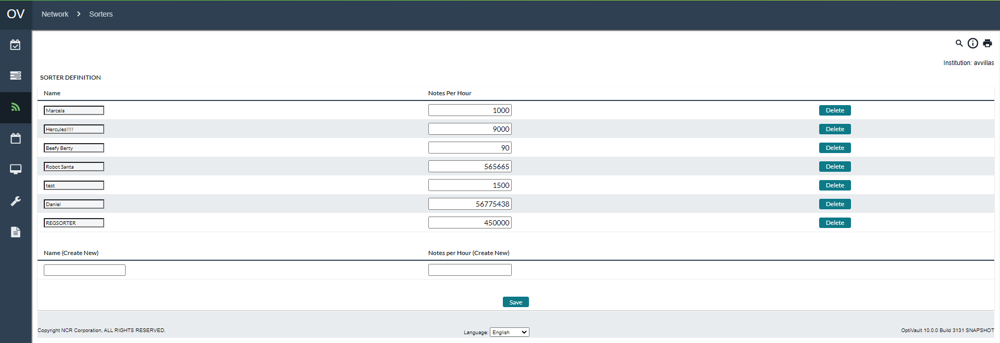 OV
Network > Sorters
Institution: avvillas
SORTER DEFINITION
Name Notes Per Hour
Marcela 1000 Delete
Hercules!!!! 9000 Delete
Beefy Berty 90 Delete
Robot Santa 565665 Delete
test 1500 Delete
Daniel 56775438 Delete
REGSORTER 450000 Delete
Name (Create New) Notes per Hour (Create New)
Save
Copyright NCR Corporation, ALL RIGHTS RESERVED. Language: English OptiVault 10.0.0 Build 3131 SNAPSHOT